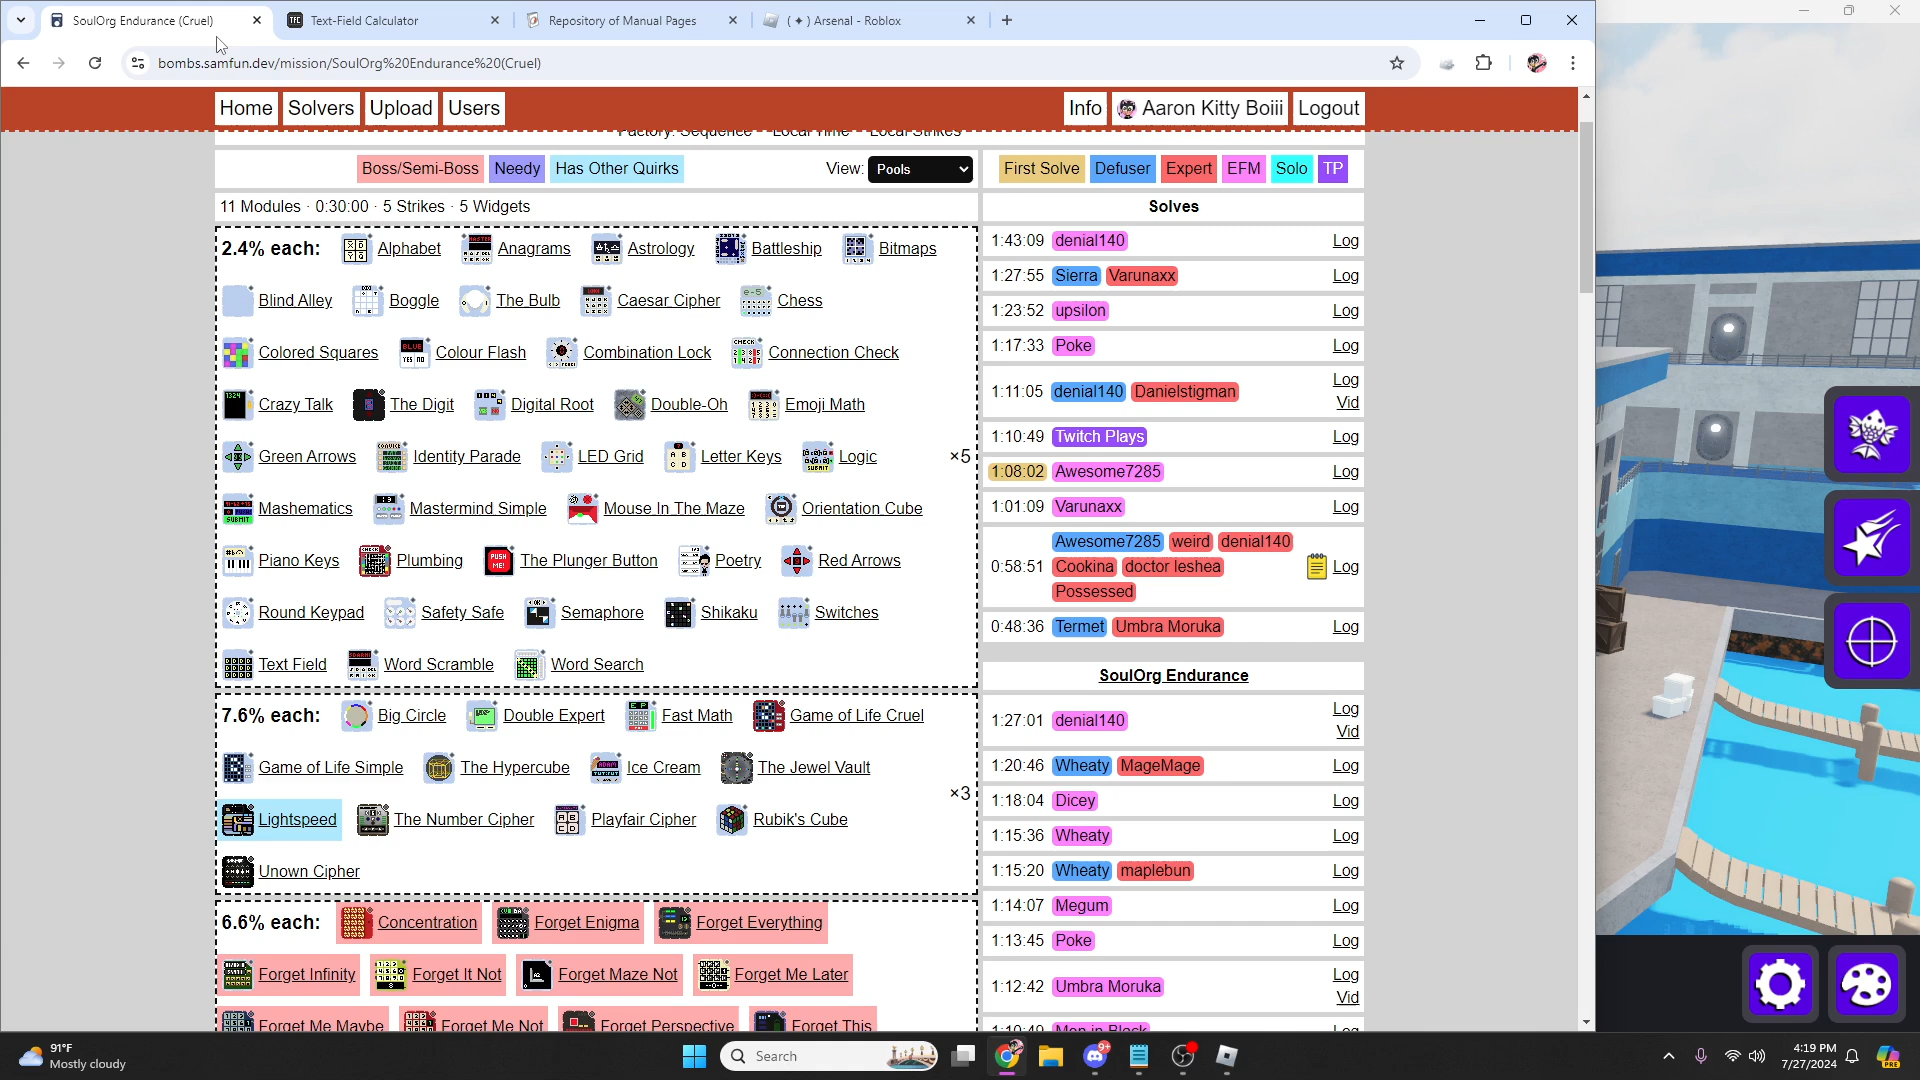 SoulOrg Endurance (Cruel)
Text-Field Calculator
Repository of Manual Pages
( ✦ ) Arsenal - Roblox
bombs.samfun.dev/mission/SoulOrg%20Endurance%20(Cruel)
Home Solvers Upload Users
Info Aaron Kitty Boiii Logout
Factory: Sequence Local Time Local Strikes
Boss/Semi-Boss Needy Has Other Quirks View: Pools
First Solve Defuser Expert EFM Solo TP
11 Modules · 0:30:00 · 5 Strikes · 5 Widgets
2.4% each: Alphabet Anagrams Astrology Battleship Bitmaps
Blind Alley Boggle The Bulb Caesar Cipher Chess
Colored Squares Colour Flash Combination Lock Connection Check
Crazy Talk The Digit Digital Root Double-Oh Emoji Math
Green Arrows Identity Parade LED Grid Letter Keys Logic ×5
Mashematics Mastermind Simple Mouse In The Maze Orientation Cube
Piano Keys Plumbing The Plunger Button Poetry Red Arrows
Round Keypad Safety Safe Semaphore Shikaku Switches
Text Field Word Scramble Word Search
7.6% each: Big Circle Double Expert Fast Math Game of Life Cruel
Game of Life Simple The Hypercube Ice Cream The Jewel Vault
×3
Lightspeed The Number Cipher Playfair Cipher Rubik's Cube
Unown Cipher
6.6% each: Concentration Forget Enigma Forget Everything
Forget Infinity Forget It Not Forget Maze Not Forget Me Later
Forget Me Maybe Forget Me Not Forget Perspective Forget This
Solves
1:43:09 denial140 Log
1:27:55 Sierra Varunaxx Log
1:23:52 upsilon Log
1:17:33 Poke Log
1:11:05 denial140 Danielstigman Log
Vid
1:10:49 Twitch Plays Log
1:08:02 Awesome7285 Log
1:01:09 Varunaxx Log
Awesome7285 weird denial140
0:58:51 Cookina doctor leshea Log
Possessed
0:48:36 Termet Umbra Moruka Log
SoulOrg Endurance
1:27:01 denial140 Log
Vid
1:20:46 Wheaty MageMage Log
1:18:04 Dicey Log
1:15:36 Wheaty Log
1:15:20 Wheaty maplebun Log
1:14:07 Megum Log
1:13:45 Poke Log
1:12:42 Umbra Moruka Log
Vid
1:10:49 Men in Black Log
91°F
Mostly cloudy
Search
9+
4:19 PM
7/27/2024
PRE